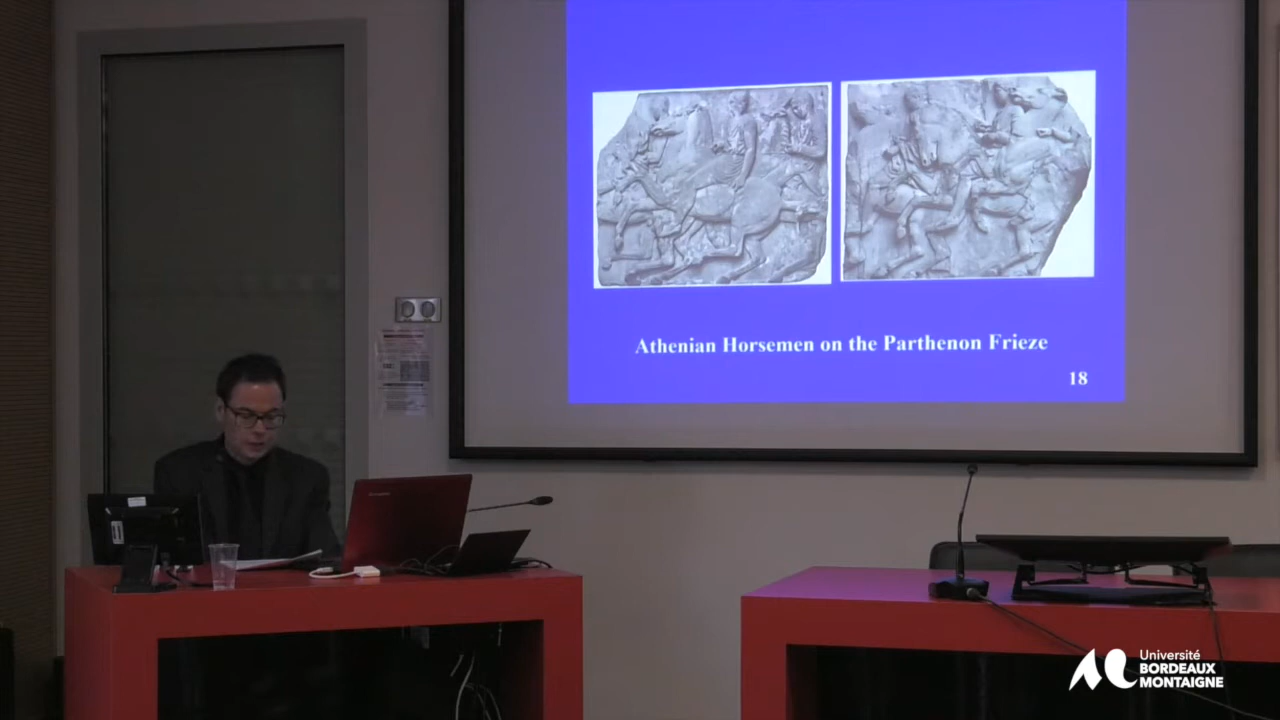 Athenian Horsemen on the Parthenon Frieze
18
Université
BORDEAUX
MONTAIGNE